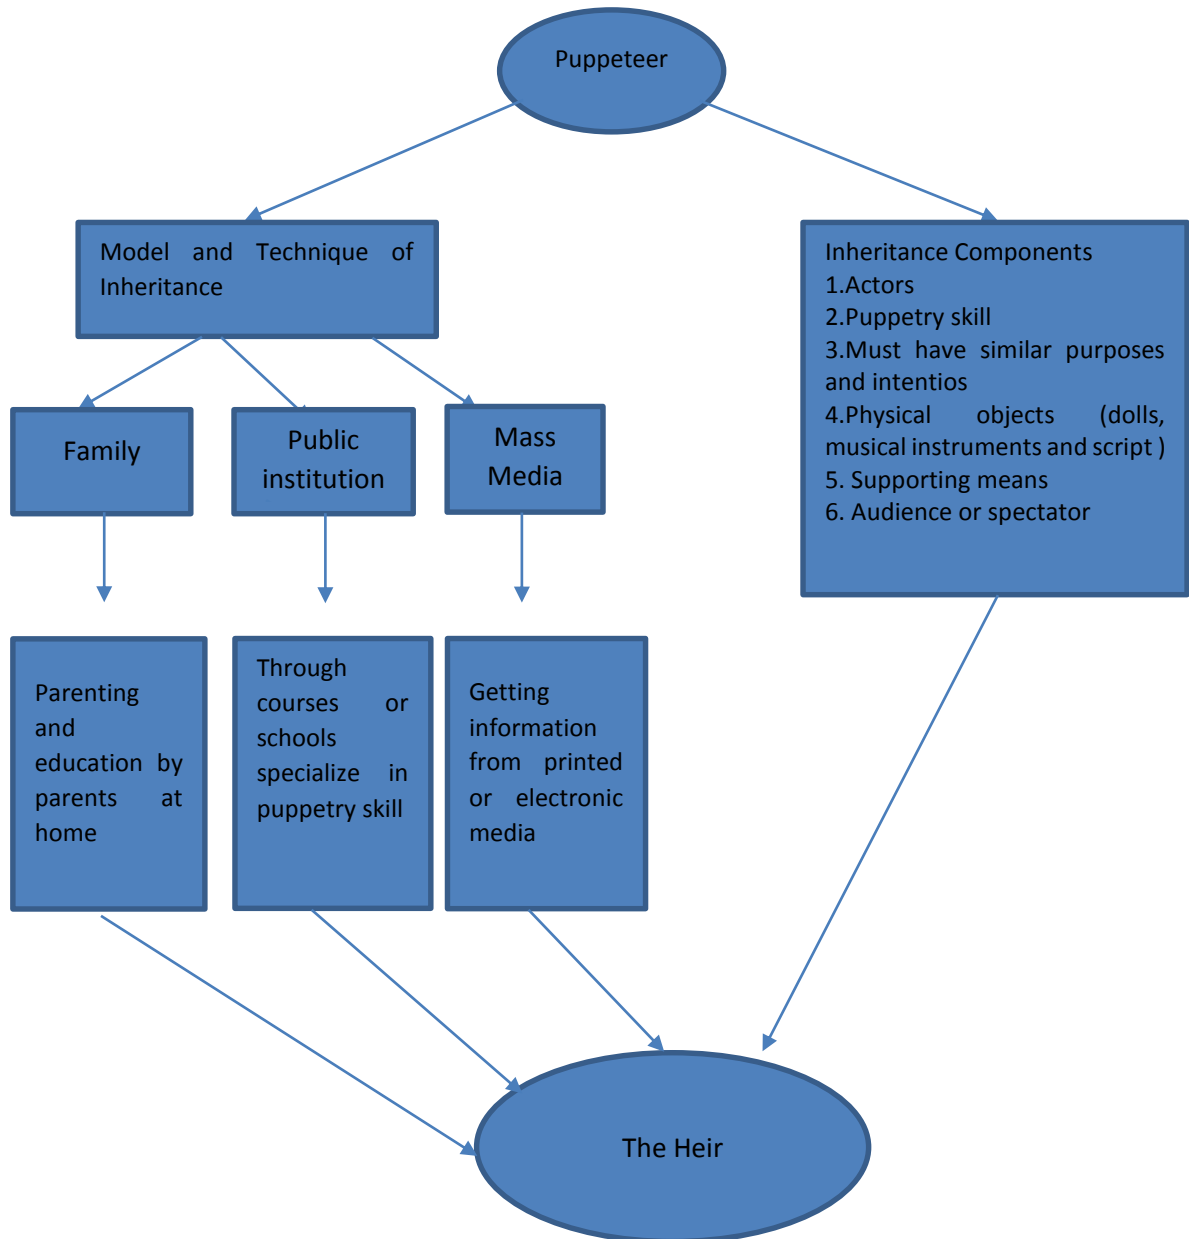 Puppeteer
Model and Technique of
Inheritance
Inheritance Components
1.Actors
2.Puppetry skill
3.Must have similar purposes
and intentios
4.Physical objects (dolls,
musical instruments and script )
5. Supporting means
6. Audience or spectator
Family
Public
institution
Mass
Media
Parenting
and
education by
parents at
home
Through
courses or
schools
specialize in
puppetry skill
Getting
information
from printed
or electronic
media
The Heir